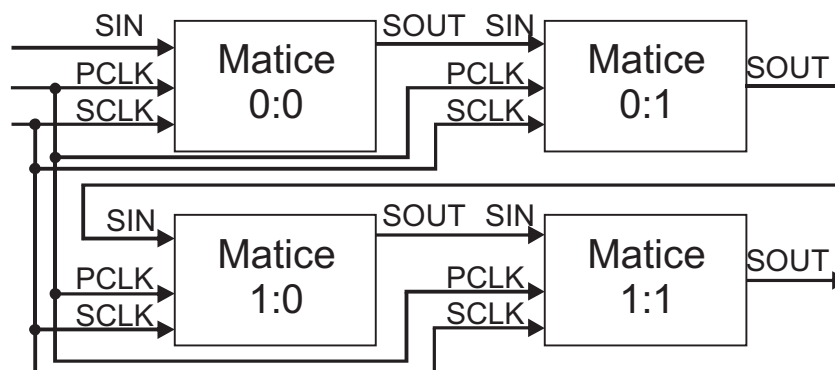 SIN
PCLK
SCLK
Matice
0:0
SOUT
SIN
PCLK
SCLK
Matice
0:1
SOUT
SIN
PCLK
SCLK
Matice
1:0
SOUT
SIN
PCLK
SCLK
Matice
1:1
SOUT